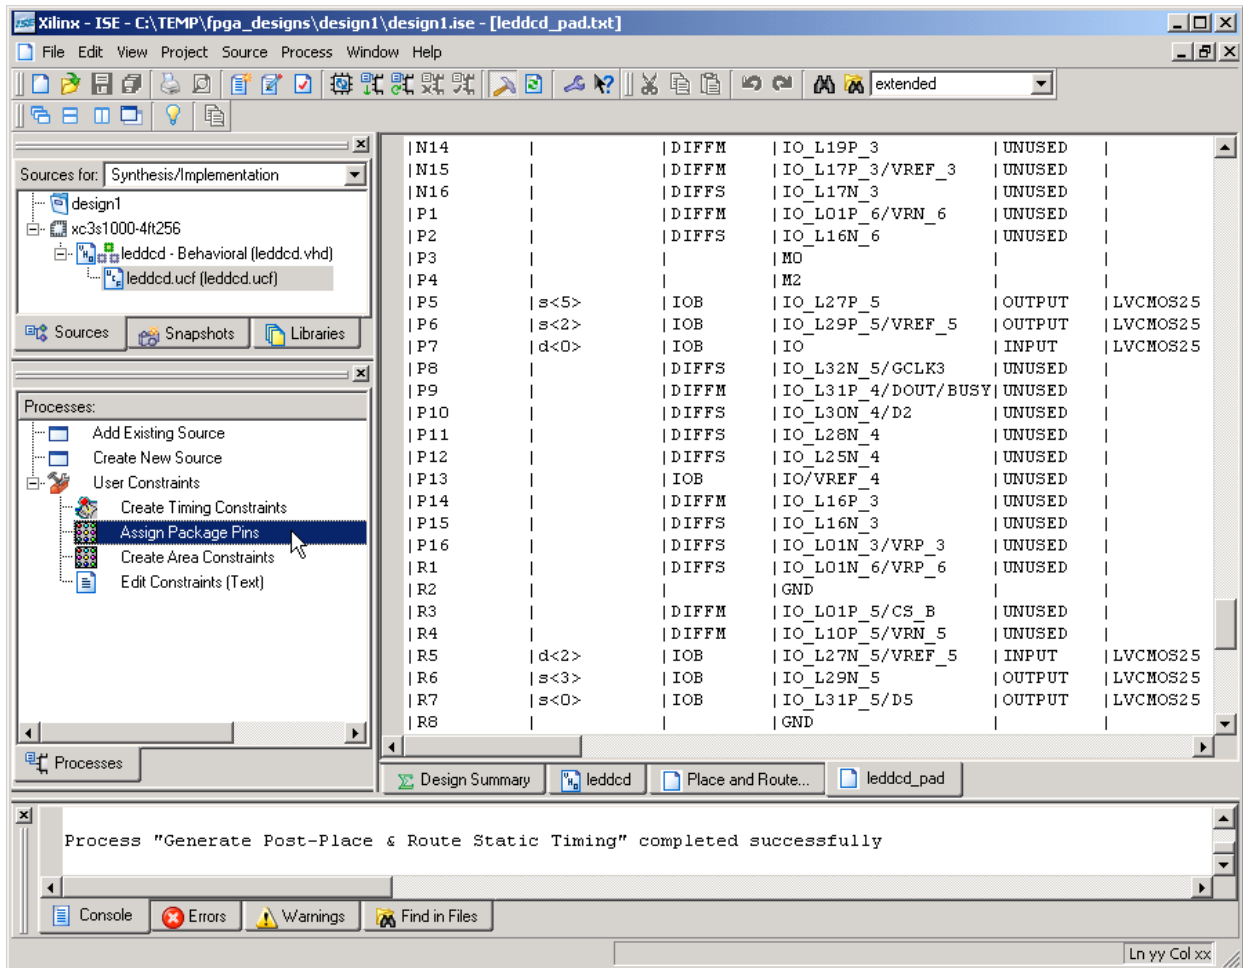 Xilinx - ISE - C:\TEMP\fpga_designs\design1\design1.ise - [leddcd_pad.txt]
File Edit View Project Source Process Window Help
extended
Sources for: Synthesis/Implementation
design1
xc3s1000-4ft256
leddcd - Behavioral (leddcd.vhd)
leddcd.ucf (leddcd.ucf)
Sources Snapshots Libraries
Processes:
Add Existing Source
Create New Source
User Constraints
Create Timing Constraints
Assign Package Pins
Create Area Constraints
Edit Constraints (Text)
Processes
|N14 | |DIFFM |IO_L19P_3 |UNUSED |
|N15 | |DIFFM |IO_L17P_3/VREF_3 |UNUSED |
|N16 | |DIFFS |IO_L17N_3 |UNUSED |
|P1 | |DIFFM |IO_L01P_6/VRN_6 |UNUSED |
|P2 | |DIFFS |IO_L16N_6 |UNUSED |
|P3 | | |M0 | |
|P4 | | |M2 | |
|P5 |s<5> |IOB |IO_L27P_5 |OUTPUT |LVCMOS25
|P6 |s<2> |IOB |IO_L29P_5/VREF_5 |OUTPUT |LVCMOS25
|P7 |d<0> |IOB |IO |INPUT |LVCMOS25
|P8 | |DIFFS |IO_L32N_5/GCLK3 |UNUSED |
|P9 | |DIFFM |IO_L31P_4/DOUT/BUSY|UNUSED |
|P10 | |DIFFS |IO_L30N_4/D2 |UNUSED |
|P11 | |DIFFS |IO_L28N_4 |UNUSED |
|P12 | |DIFFS |IO_L25N_4 |UNUSED |
|P13 | |IOB |IO/VREF_4 |UNUSED |
|P14 | |DIFFM |IO_L16P_3 |UNUSED |
|P15 | |DIFFS |IO_L16N_3 |UNUSED |
|P16 | |DIFFS |IO_L01N_3/VRP_3 |UNUSED |
|R1 | |DIFFS |IO_L01N_6/VRP_6 |UNUSED |
|R2 | | |GND | |
|R3 | |DIFFM |IO_L01P_5/CS_B |UNUSED |
|R4 | |DIFFM |IO_L10P_5/VRN_5 |UNUSED |
|R5 |d<2> |IOB |IO_L27N_5/VREF_5 |INPUT |LVCMOS25
|R6 |s<3> |IOB |IO_L29N_5 |OUTPUT |LVCMOS25
|R7 |s<0> |IOB |IO_L31P_5/D5 |OUTPUT |LVCMOS25
|R8 | | |GND | |
Design Summary leddcd Place and Route... leddcd_pad
Process "Generate Post-Place & Route Static Timing" completed successfully
Console Errors Warnings Find in Files
Ln yy Col xx